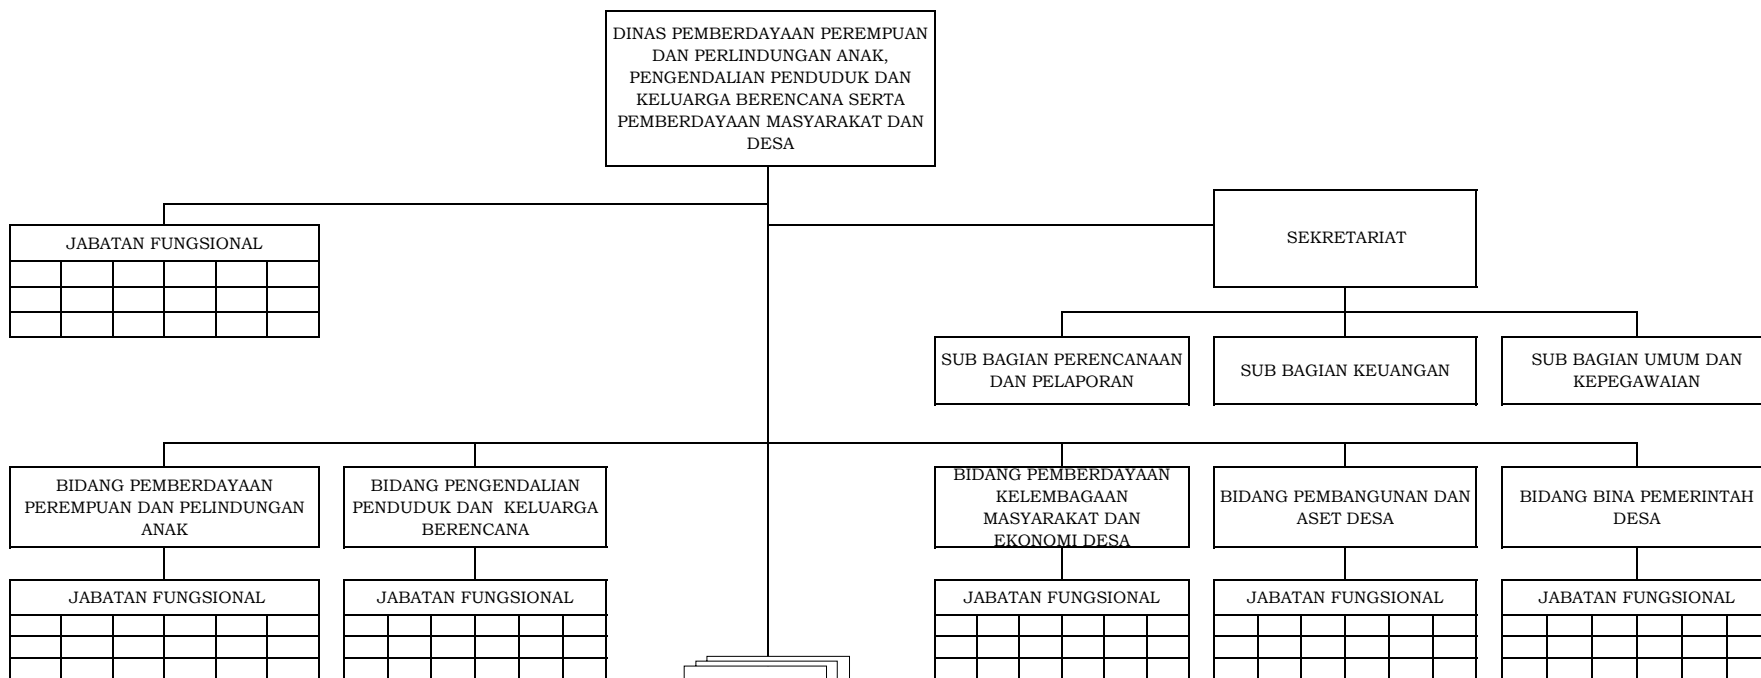 DINAS PEMBERDAYAAN PEREMPUAN
DAN PERLINDUNGAN ANAK,
PENGENDALIAN PENDUDUK DAN
KELUARGA BERENCANA SERTA
PEMBERDAYAAN MASYARAKAT DAN
DESA
JABATAN FUNGSIONAL
SEKRETARIAT
SUB BAGIAN PERENCANAAN
DAN PELAPORAN
SUB BAGIAN KEUANGAN
SUB BAGIAN UMUM DAN
KEPEGAWAIAN
BIDANG PEMBERDAYAAN
PEREMPUAN DAN PELINDUNGAN
ANAK
BIDANG PENGENDALIAN
PENDUDUK DAN KELUARGA
BERENCANA
BIDANG PEMBERDAYAAN
KELEMBAGAAN
MASYARAKAT DAN
EKONOMI DESA
BIDANG PEMBANGUNAN DAN
ASET DESA
BIDANG BINA PEMERINTAH
DESA
JABATAN FUNGSIONAL
JABATAN FUNGSIONAL
JABATAN FUNGSIONAL
JABATAN FUNGSIONAL
JABATAN FUNGSIONAL